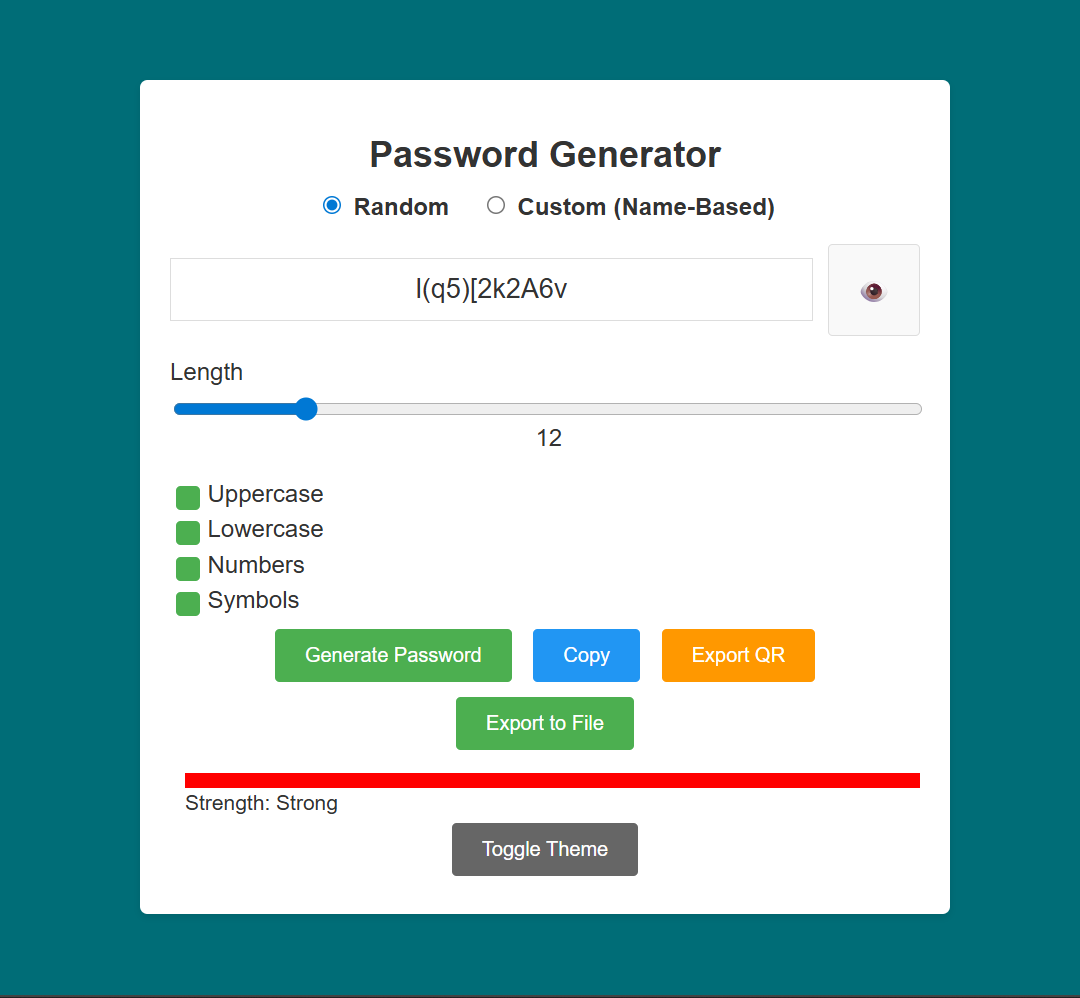 Password Generator
Random Custom (Name-Based)
l(q5)[2k2A6v
Length
12
Uppercase
Lowercase
Numbers
Symbols
Generate Password Copy Export QR
Export to File
Strength: Strong
Toggle Theme